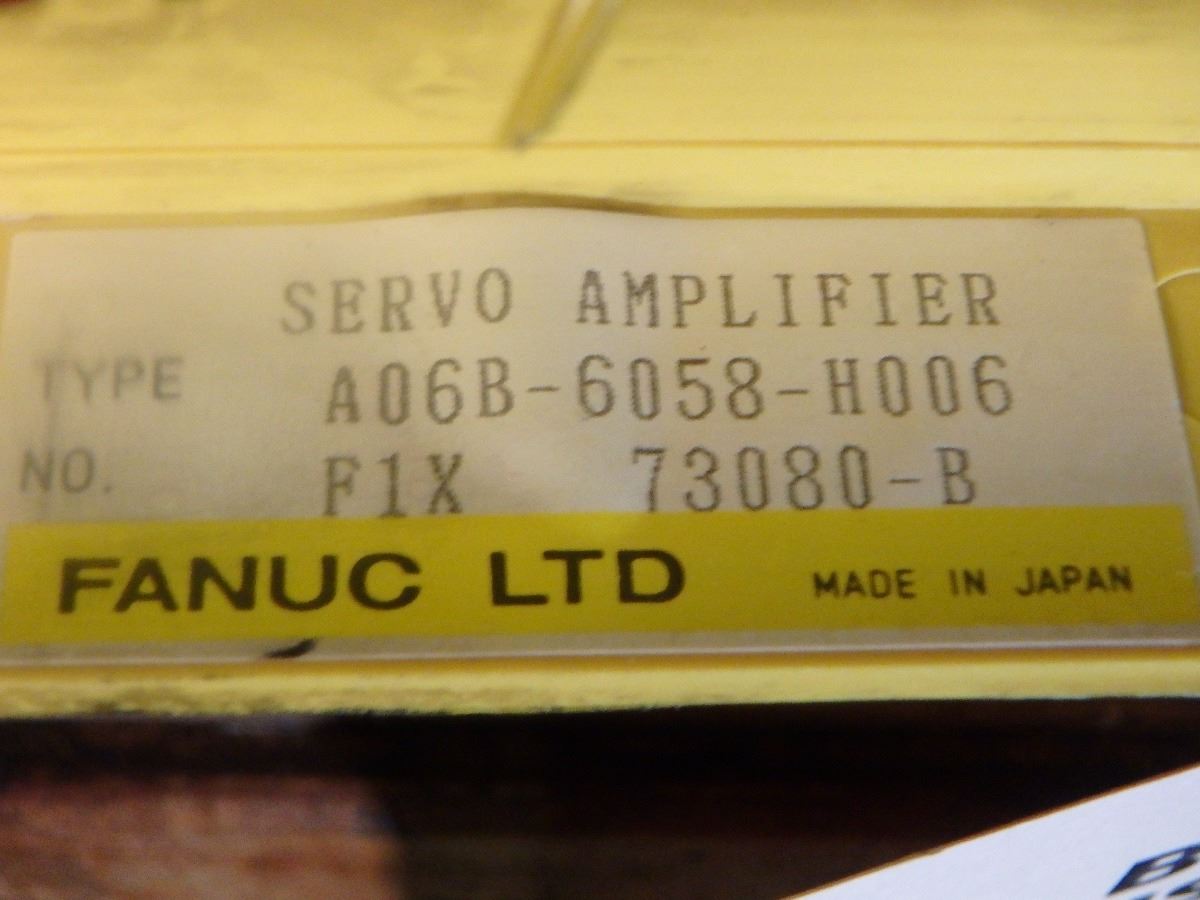 SERVO AMPLIFIER
TYPE A06B-6058-H006
NO. F1X 73080-B
FANUC LTD MADE IN JAPAN